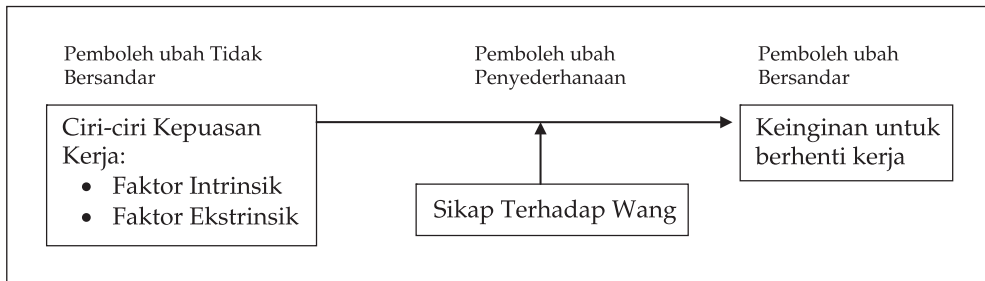 Pemboleh ubah Tidak
Bersandar
Pemboleh ubah
Penyederhanaan
Pemboleh ubah
Bersandar
Ciri-ciri Kepuasan
Kerja:
• Faktor Intrinsik
• Faktor Ekstrinsik
Sikap Terhadap Wang
Keinginan untuk
berhenti kerja